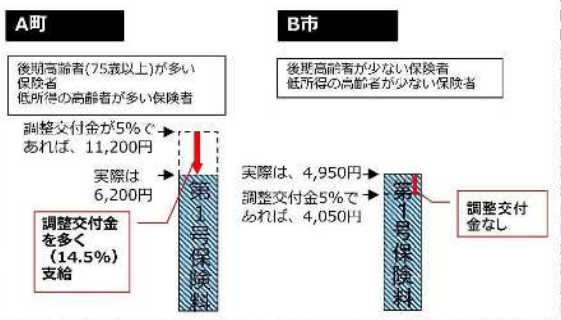 A町
後期高齢者(75歳以上)が多い
保険者
低所得の高齢者が多い保険者
調整交付金が5%で
あれば、11,200円
実際は
6,200円
調整交付金
を多く
（14.5%）
支給
第1号保険料
B市
後期高齢者が少ない保険者
低所得の高齢者が少ない保険者
実際は、4,950円
調整交付金5%で
あれば、4,050円
第1号保険料
調整交付
金なし